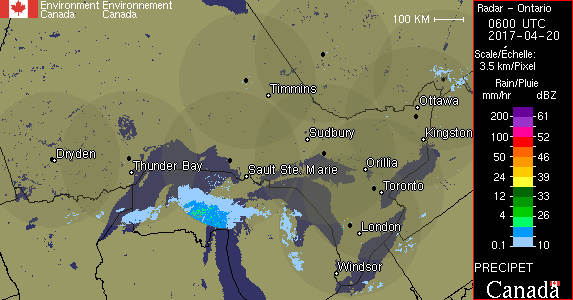 Environment Environnement
Canada Canada
100 KM
Timmins
Ottawa
Sudbury
Kingston
Dryden
Thunder Bay
Sault Ste. Marie
Orillia
Toronto
London
Windsor
Radar - Ontario
0600 UTC
2017-04-20
Scale/Échelle:
3.5 km/Pixel
Rain/Pluie
mm/hr dBZ
200 61
100 52
50 46
24 39
12 33
4 26
0.1 10
PRECIPET
Canada